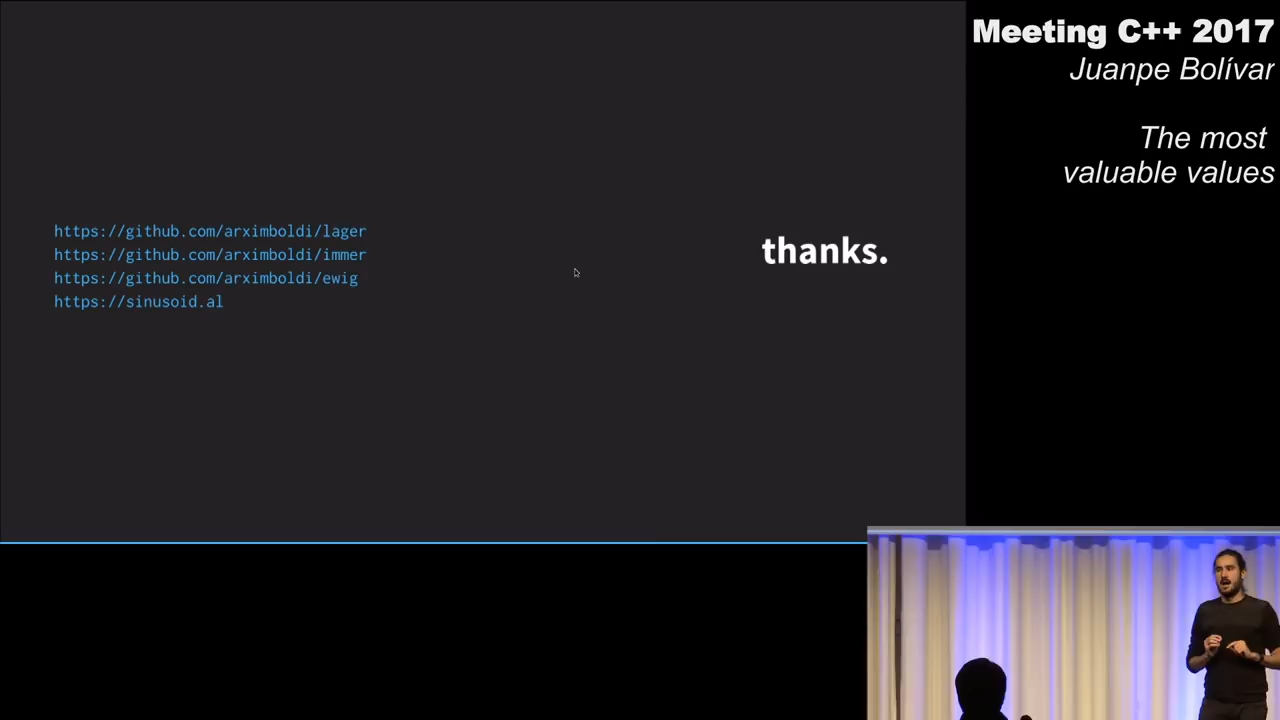 https://github.com/arximboldi/lager
https://github.com/arximboldi/immer
https://github.com/arximboldi/ewig
https://sinusoid.al
thanks.
Meeting C++ 2017
Juanpe Bolívar
The most
valuable values